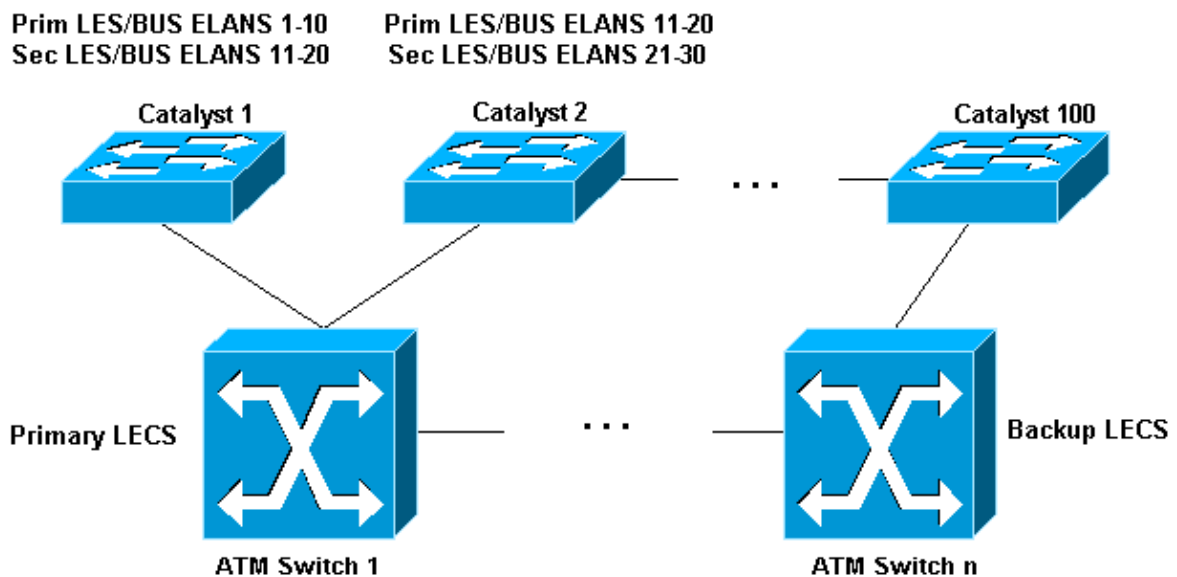 Prim LES/BUS ELANS 1-10
Sec LES/BUS ELANS 11-20
Prim LES/BUS ELANS 11-20
Sec LES/BUS ELANS 21-30
Catalyst 1
Catalyst 2
Catalyst 100
. . .
Primary LECS
. . .
Backup LECS
ATM Switch 1
ATM Switch n